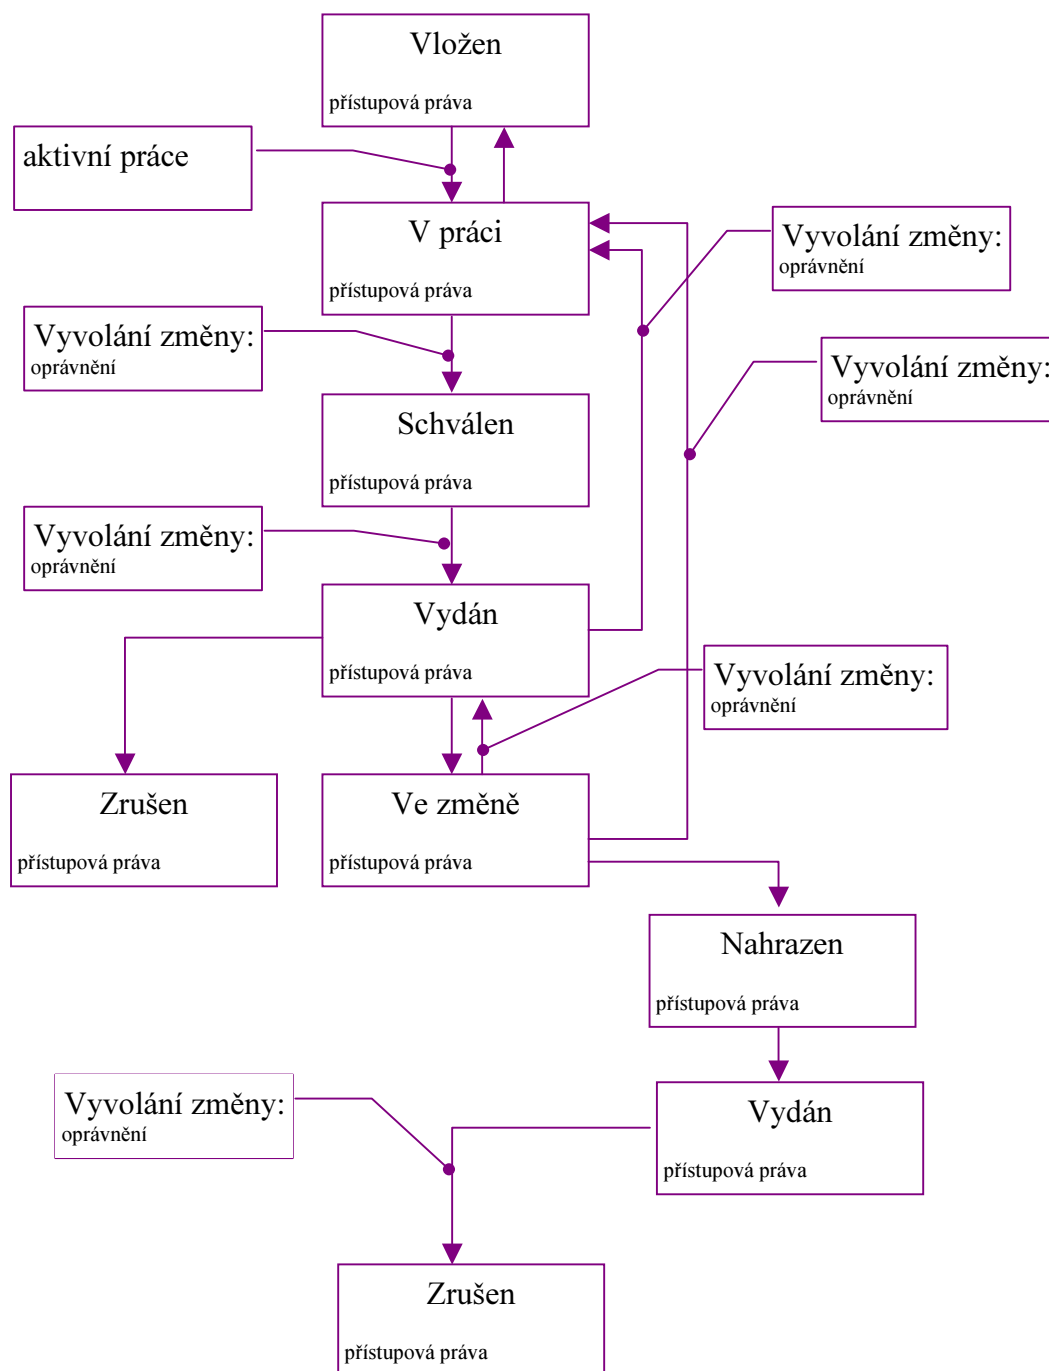 Vložen
přístupová práva
aktivní práce
V práci
přístupová práva
Vyvolání změny:
oprávnění
Vyvolání změny:
oprávnění
Vyvolání změny:
oprávnění
Schválen
přístupová práva
Vyvolání změny:
oprávnění
Vydán
přístupová práva
Vyvolání změny:
oprávnění
Zrušen
přístupová práva
Ve změně
přístupová práva
Nahrazen
přístupová práva
Vyvolání změny:
oprávnění
Vydán
přístupová práva
Zrušen
přístupová práva